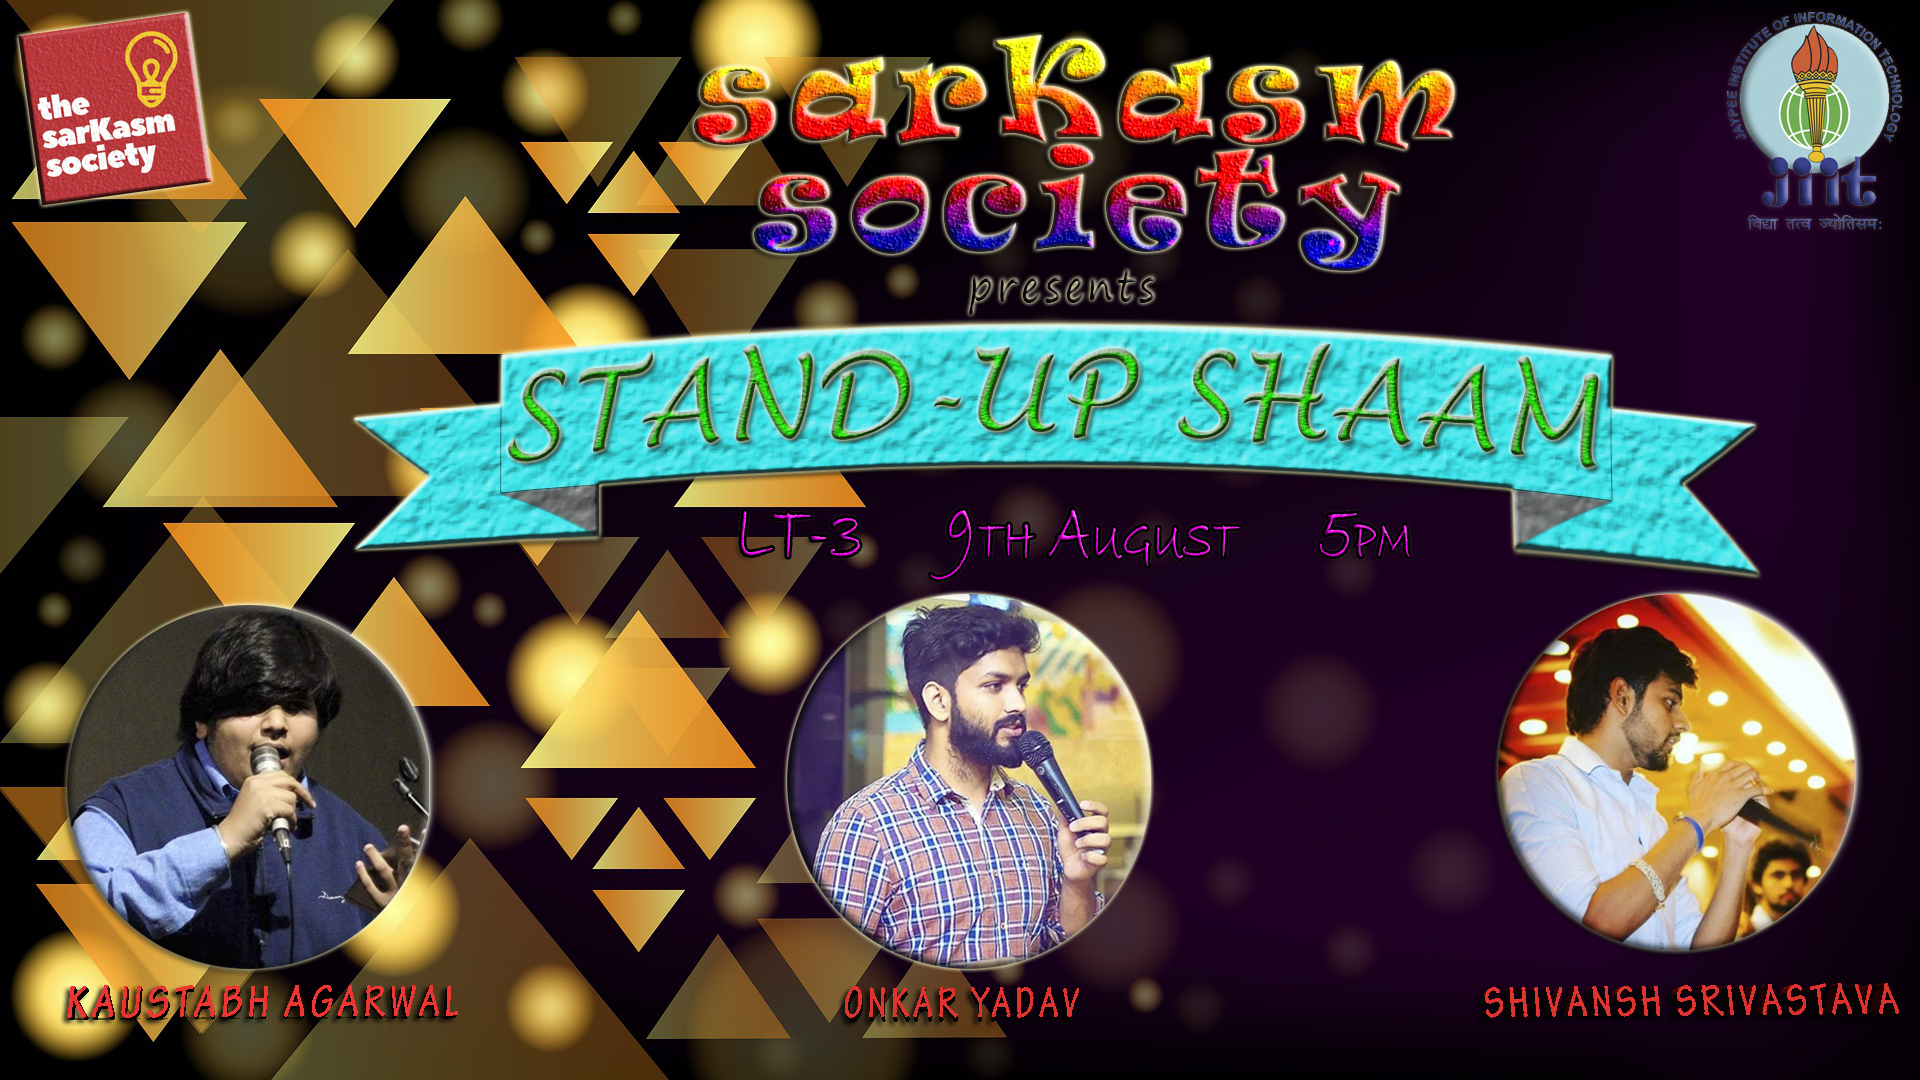 the
sarKasm
society
sarKasm
society
presents
JAYPEE INSTITUTE OF INFORMATION TECHNOLOGY
jiit
विद्या तत्व ज्योतिसमः
STAND-UP SHAAM
LT-3 9TH AUGUST 5PM
KAUSTABH AGARWAL
ONKAR YADAV
SHIVANSH SRIVASTAVA